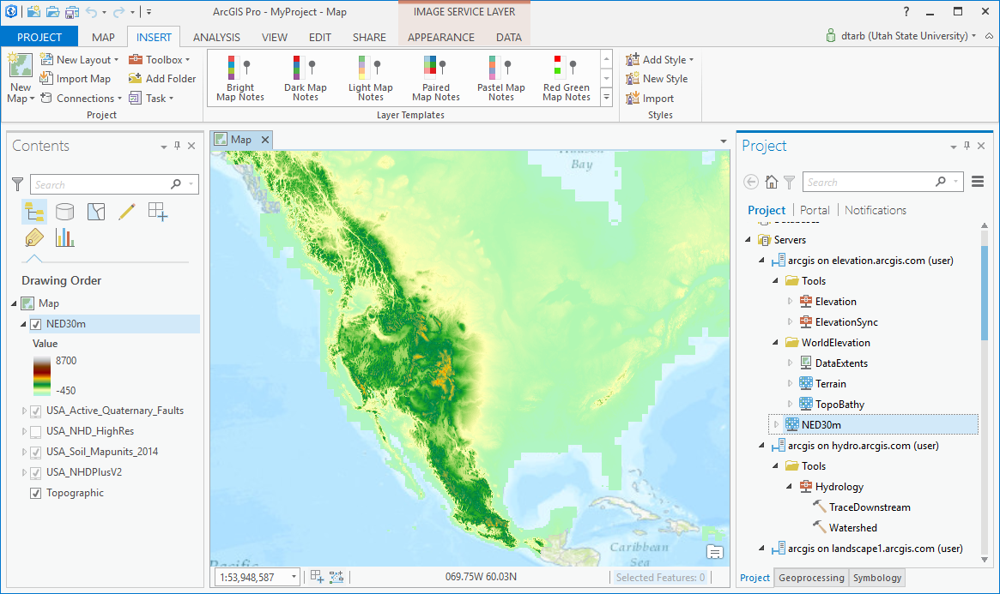 ArcGIS Pro - MyProject - Map
IMAGE SERVICE LAYER
?
PROJECT MAP INSERT ANALYSIS VIEW EDIT SHARE APPEARANCE DATA
dtarb (Utah State University)
New Map
New Layer
Import Map
Connections
Toolbox
Add Folder
Task
Project
Bright Map Notes
Dark Map Notes
Light Map Notes
Paired Map Notes
Pastel Map Notes
Red Green Map Notes
Layer Templates
Add Style
New Style
Import
Styles
Contents
Search
Drawing Order
Map
NED30m
Value
8700
-450
USA_Active_Quaternary_Faults
USA_NHD_HighRes
USA_Soil_Mapunits_2014
USA_NHDPlusV2
Topographic
Map
Hudson
Bay
Caribbean
Sea
Pacific
1:53,948,587
069.75W 60.03N
Selected Features: 0
Project
Search
Project Portal Notifications
Databases
Servers
arcgis on elevation.arcgis.com (user)
Tools
Elevation
ElevationSync
WorldElevation
DataExtents
Terrain
TopoBathy
NED30m
arcgis on hydro.arcgis.com (user)
Tools
Hydrology
TraceDownstream
Watershed
arcgis on landscape1.arcgis.com (user)
Project Geoprocessing Symbology